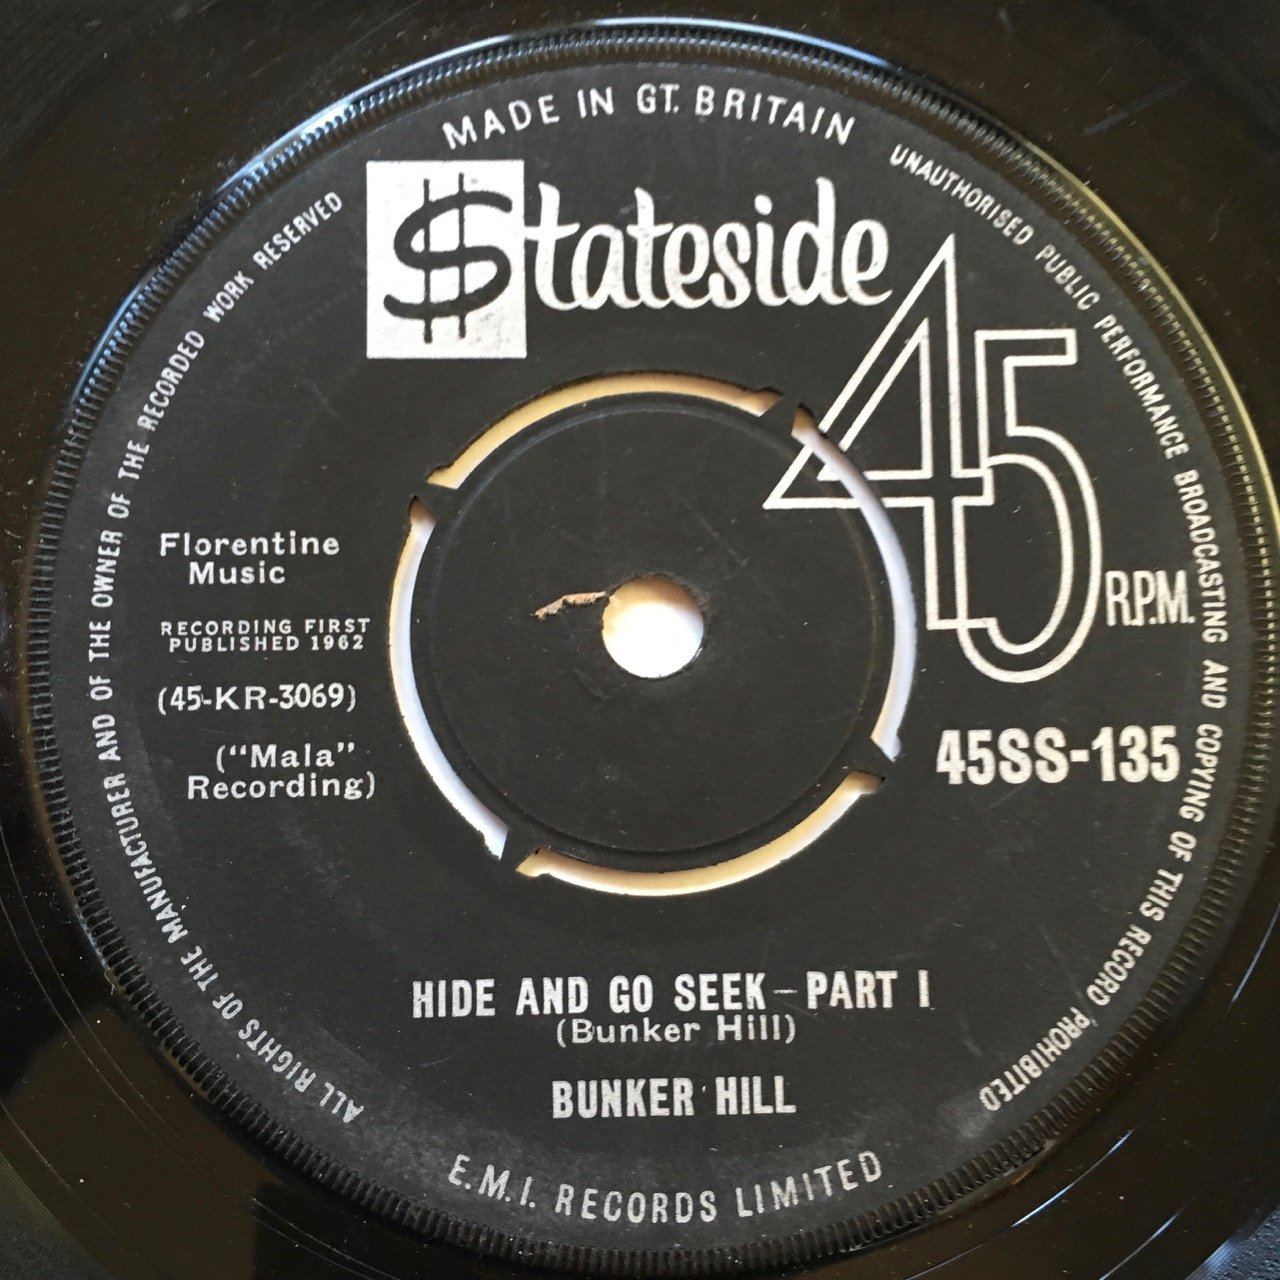 MADE IN GT. BRITAIN
UNAUTHORISED PUBLIC PERFORMANCE BROADCASTING AND COPYING OF THIS RECORD PROHIBITED
ALL RIGHTS OF THE MANUFACTURER AND OF THE OWNER OF THE RECORDED WORK RESERVED
$tateside
45
R.P.M.
Florentine
Music
RECORDING FIRST
PUBLISHED 1962
(45-KR-3069)
("Mala"
Recording)
45SS-135
HIDE AND GO SEEK – PART I
(Bunker Hill)
BUNKER HILL
E.M.I. RECORDS LIMITED